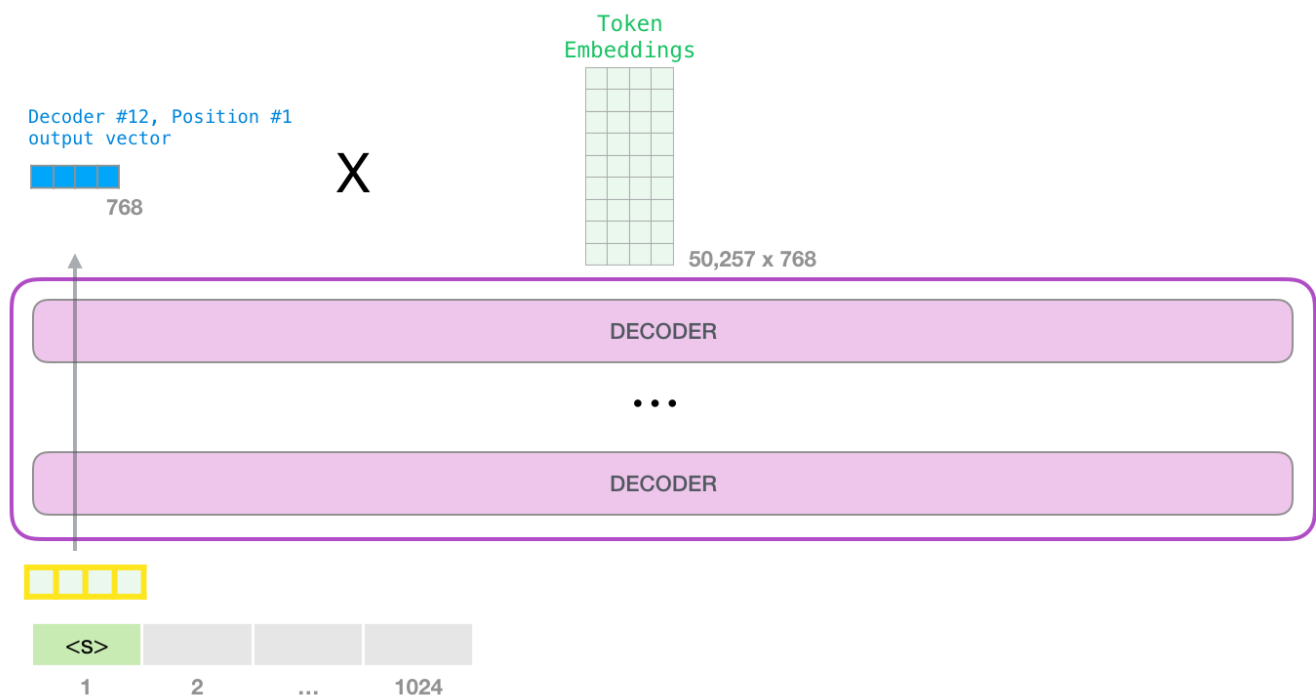 Token
Embeddings
Decoder #12, Position #1
output vector
X
768
50,257 x 768
DECODER
...
DECODER
<s>
1 2 ... 1024